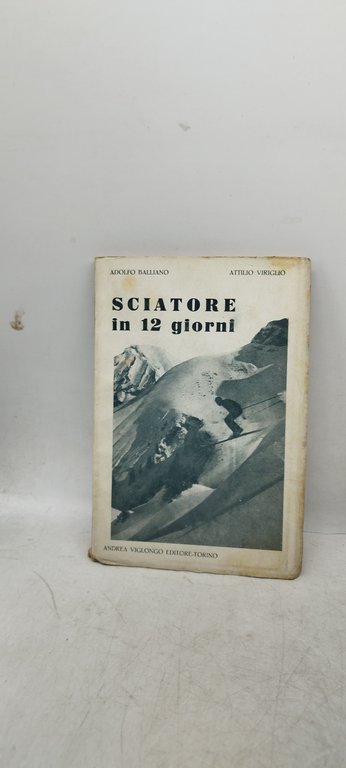 ADOLFO BALLIANO ATTILIO VIRIGLIO
SCIATORE
in 12 giorni
ANDREA VIGLONGO EDITORE-TORINO